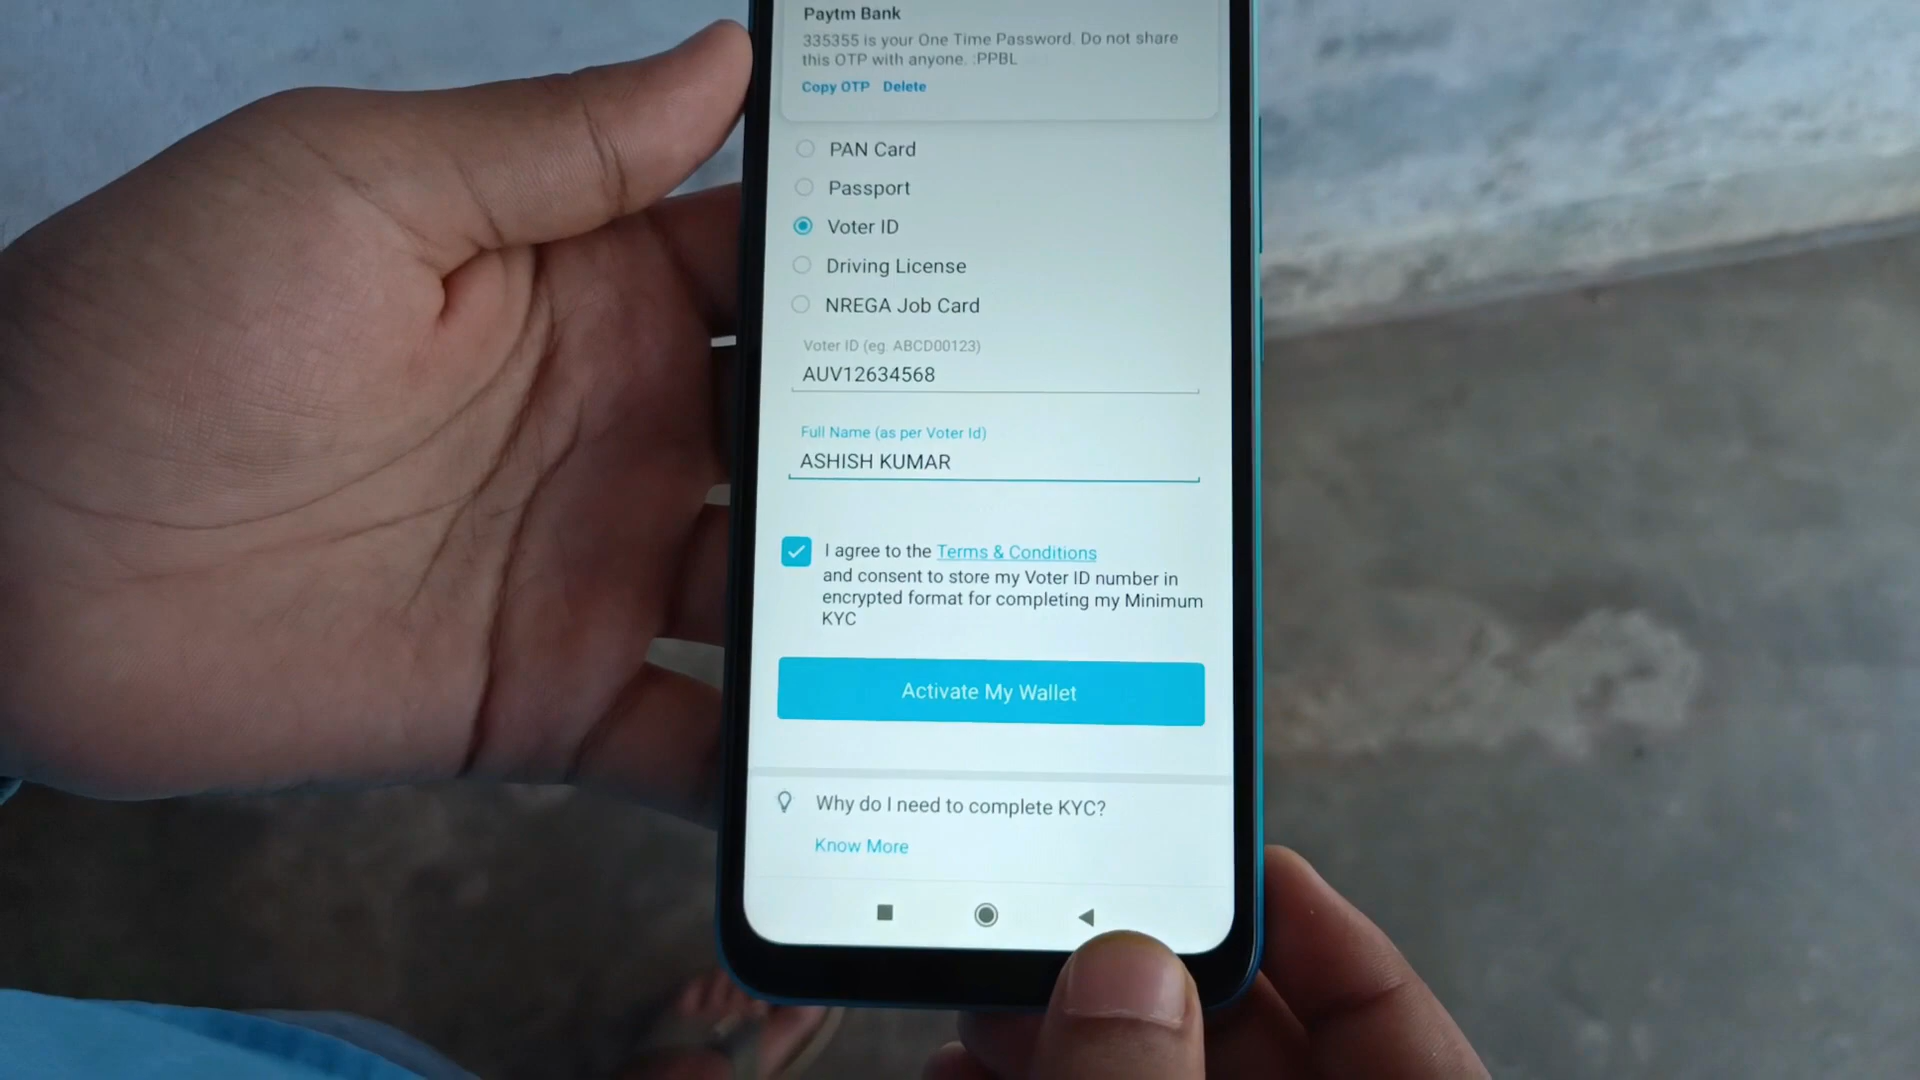 Paytm Bank
335355 is your One Time Password. Do not share
this OTP with anyone. :PPBL
Copy OTP Delete
PAN Card
Passport
Voter ID
Driving License
NREGA Job Card
Voter ID (eg. ABCD00123)
AUV12634568
Full Name (as per Voter Id)
ASHISH KUMAR
I agree to the Terms & Conditions
and consent to store my Voter ID number in
encrypted format for completing my Minimum
KYC
Activate My Wallet
Why do I need to complete KYC?
Know More